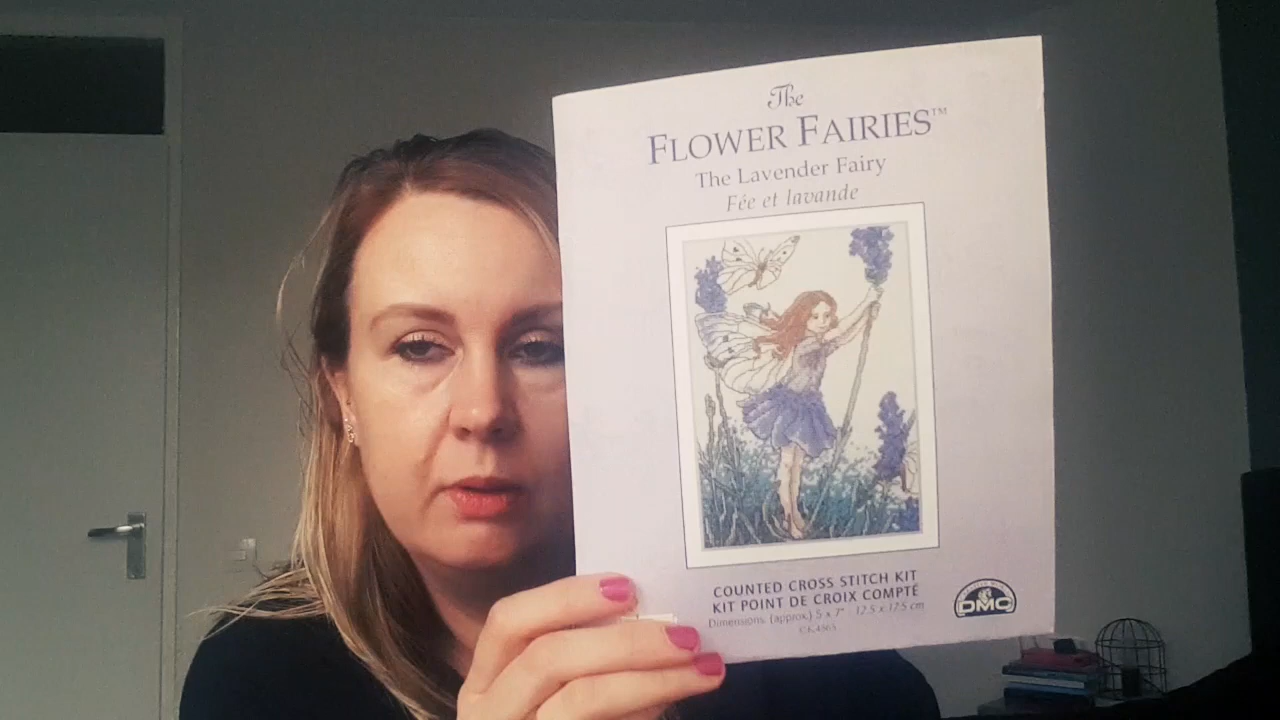 The
FLOWER FAIRIES™
The Lavender Fairy
Fée et lavande
COUNTED CROSS STITCH KIT
KIT POINT DE CROIX COMPTÉ
Dimensions: (approx.) 5 x 7" 12.5 x 17.5 cm
DMC